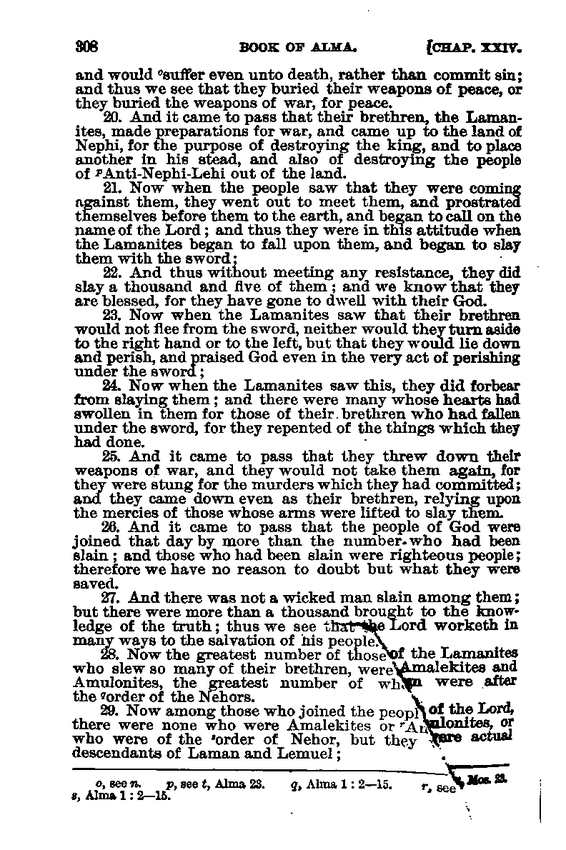 308 BOOK OF ALMA. [CHAP. XXIV.
and would °suffer even unto death, rather than commit sin;
and thus we see that they buried their weapons of peace, or
they buried the weapons of war, for peace.
20. And it came to pass that their brethren, the Laman-
ites, made preparations for war, and came up to the land of
Nephi, for the purpose of destroying the king, and to place
another in his stead, and also of destroying the people
of ᵖAnti-Nephi-Lehi out of the land.
21. Now when the people saw that they were coming
against them, they went out to meet them, and prostrated
themselves before them to the earth, and began to call on the
name of the Lord; and thus they were in this attitude when
the Lamanites began to fall upon them, and began to slay
them with the sword;
22. And thus without meeting any resistance, they did
slay a thousand and five of them; and we know that they
are blessed, for they have gone to dwell with their God.
23. Now when the Lamanites saw that their brethren
would not flee from the sword, neither would they turn aside
to the right hand or to the left, but that they would lie down
and perish, and praised God even in the very act of perishing
under the sword;
24. Now when the Lamanites saw this, they did forbear
from slaying them; and there were many whose hearts had
swollen in them for those of their brethren who had fallen
under the sword, for they repented of the things which they
had done.
25. And it came to pass that they threw down their
weapons of war, and they would not take them again, for
they were stung for the murders which they had committed;
and they came down even as their brethren, relying upon
the mercies of those whose arms were lifted to slay them.
26. And it came to pass that the people of God were
joined that day by more than the number who had been
slain; and those who had been slain were righteous people;
therefore we have no reason to doubt but what they were
saved.
27. And there was not a wicked man slain among them;
but there were more than a thousand brought to the know-
ledge of the truth; thus we see that the Lord worketh in
many ways to the salvation of his people.
28. Now the greatest number of those of the Lamanites
who slew so many of their brethren, were Amalekites and
Amulonites, the greatest number of were after
the ᑫorder of the Nehors.
29. Now among those who joined the peopl of the Lord,
there were none who were Amalekites or ʳAm ulonites, or
who were of the ˢorder of Nehor, but they were actual
descendants of Laman and Lemuel;
o, see n. p, see t, Alma 23. q, Alma 1:2—15. r, see Mos. 23.
s, Alma 1:2—15.